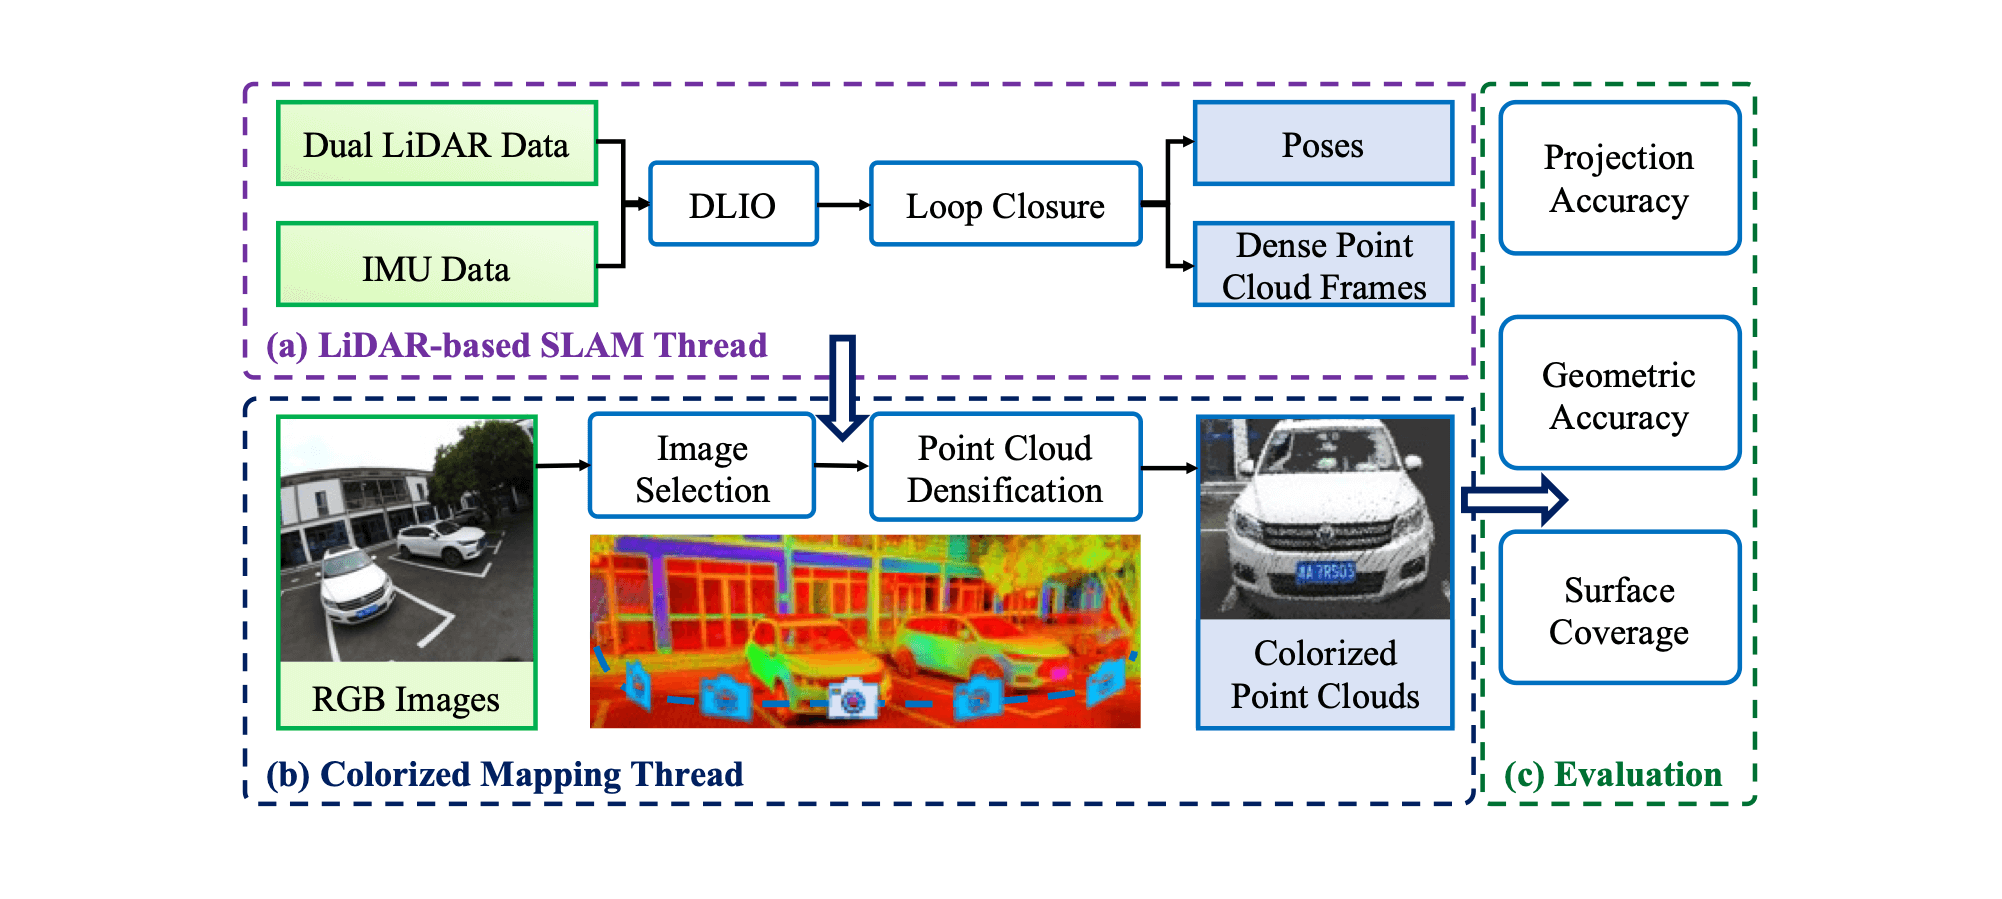 Dual LiDAR Data
IMU Data
DLIO
Loop Closure
Poses
Dense Point
Cloud Frames
(a) LiDAR-based SLAM Thread
RGB Images
Image
Selection
Point Cloud
Densification
Colorized
Point Clouds
(b) Colorized Mapping Thread
Projection
Accuracy
Geometric
Accuracy
Surface
Coverage
(c) Evaluation